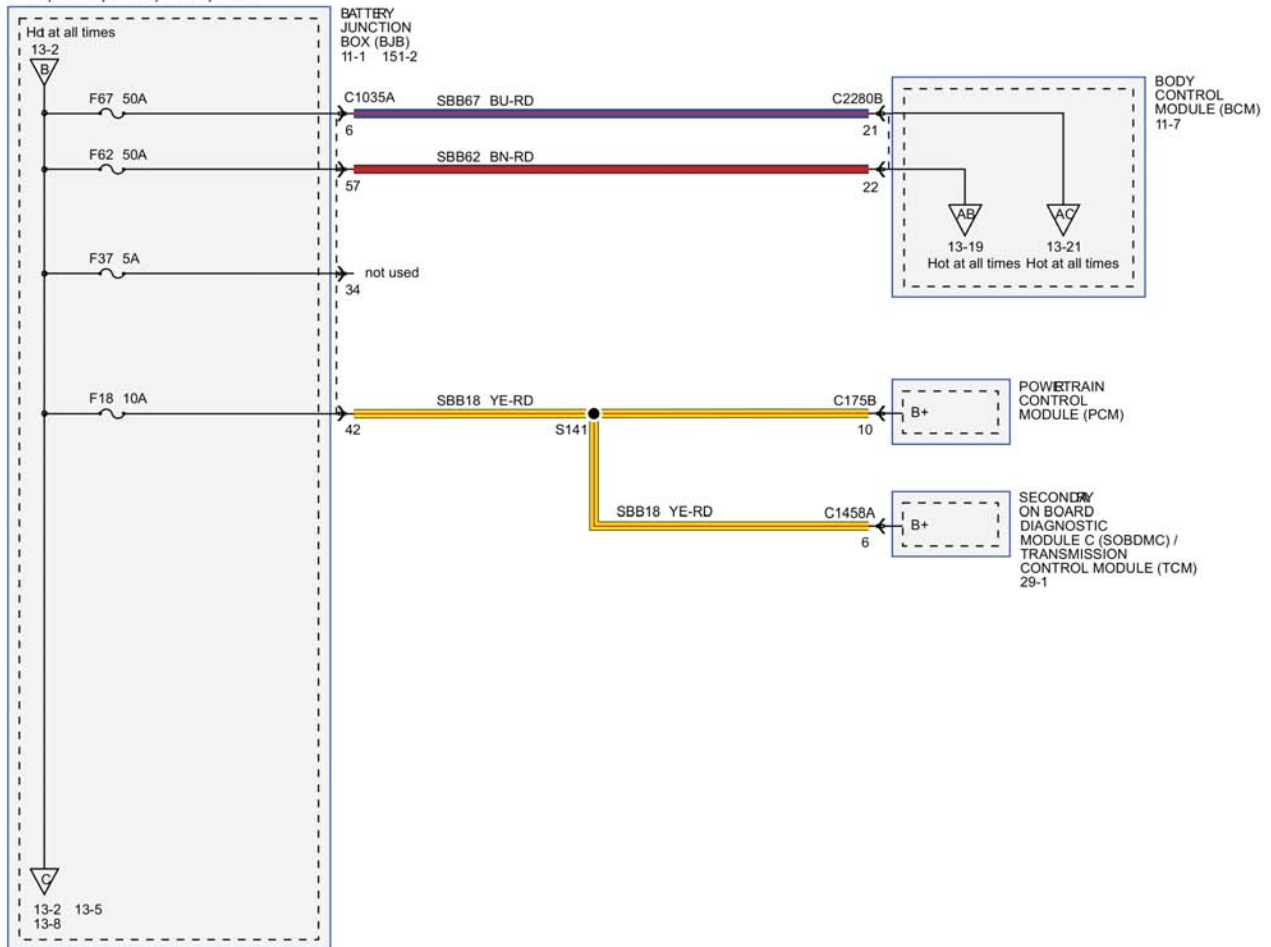 BATTERY
JUNCTION
BOX (BJB)
11-1 151-2
Hot at all times
13-2
B
F67 50A
C1035A
SBB67 BU-RD
C2280B
6
21
BODY
CONTROL
MODULE (BCM)
11-7
F62 50A
SBB62 BN-RD
57
22
AB
AC
13-19
13-21
Hot at all times
Hot at all times
F37 5A
not used
34
F18 10A
SBB18 YE-RD
C175B
42
S141
10
B+
POWERTRAIN
CONTROL
MODULE (PCM)
SBB18 YE-RD
C1458A
6
B+
SECONDARY
ON BOARD
DIAGNOSTIC
MODULE C (SOBDMC) /
TRANSMISSION
CONTROL MODULE (TCM)
29-1
C
13-2 13-5
13-8